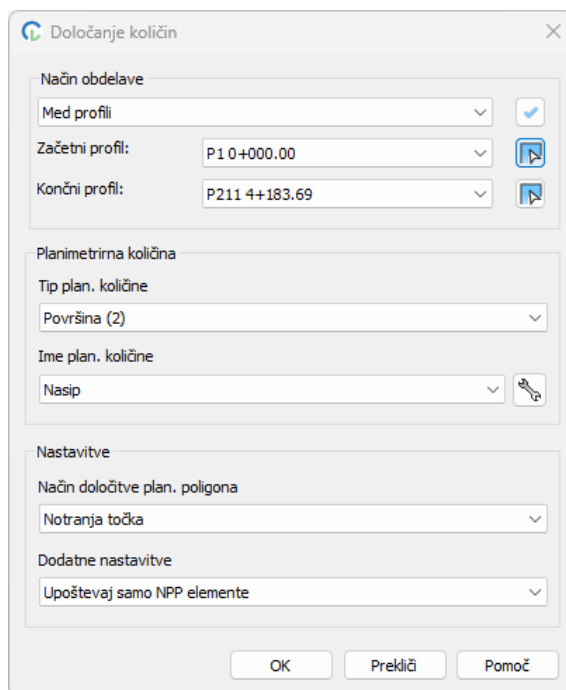 Določanje količin
Način obdelave
Med profili
Začetni profil:
P1 0+000.00
Končni profil:
P211 4+183.69
Planimetrirna količina
Tip plan. količine
Površina (2)
Ime plan. količine
Nasip
Nastavitve
Način določitve plan. poligona
Notranja točka
Dodatne nastavitve
Upoštevaj samo NPP elemente
OK Prekliči Pomoč